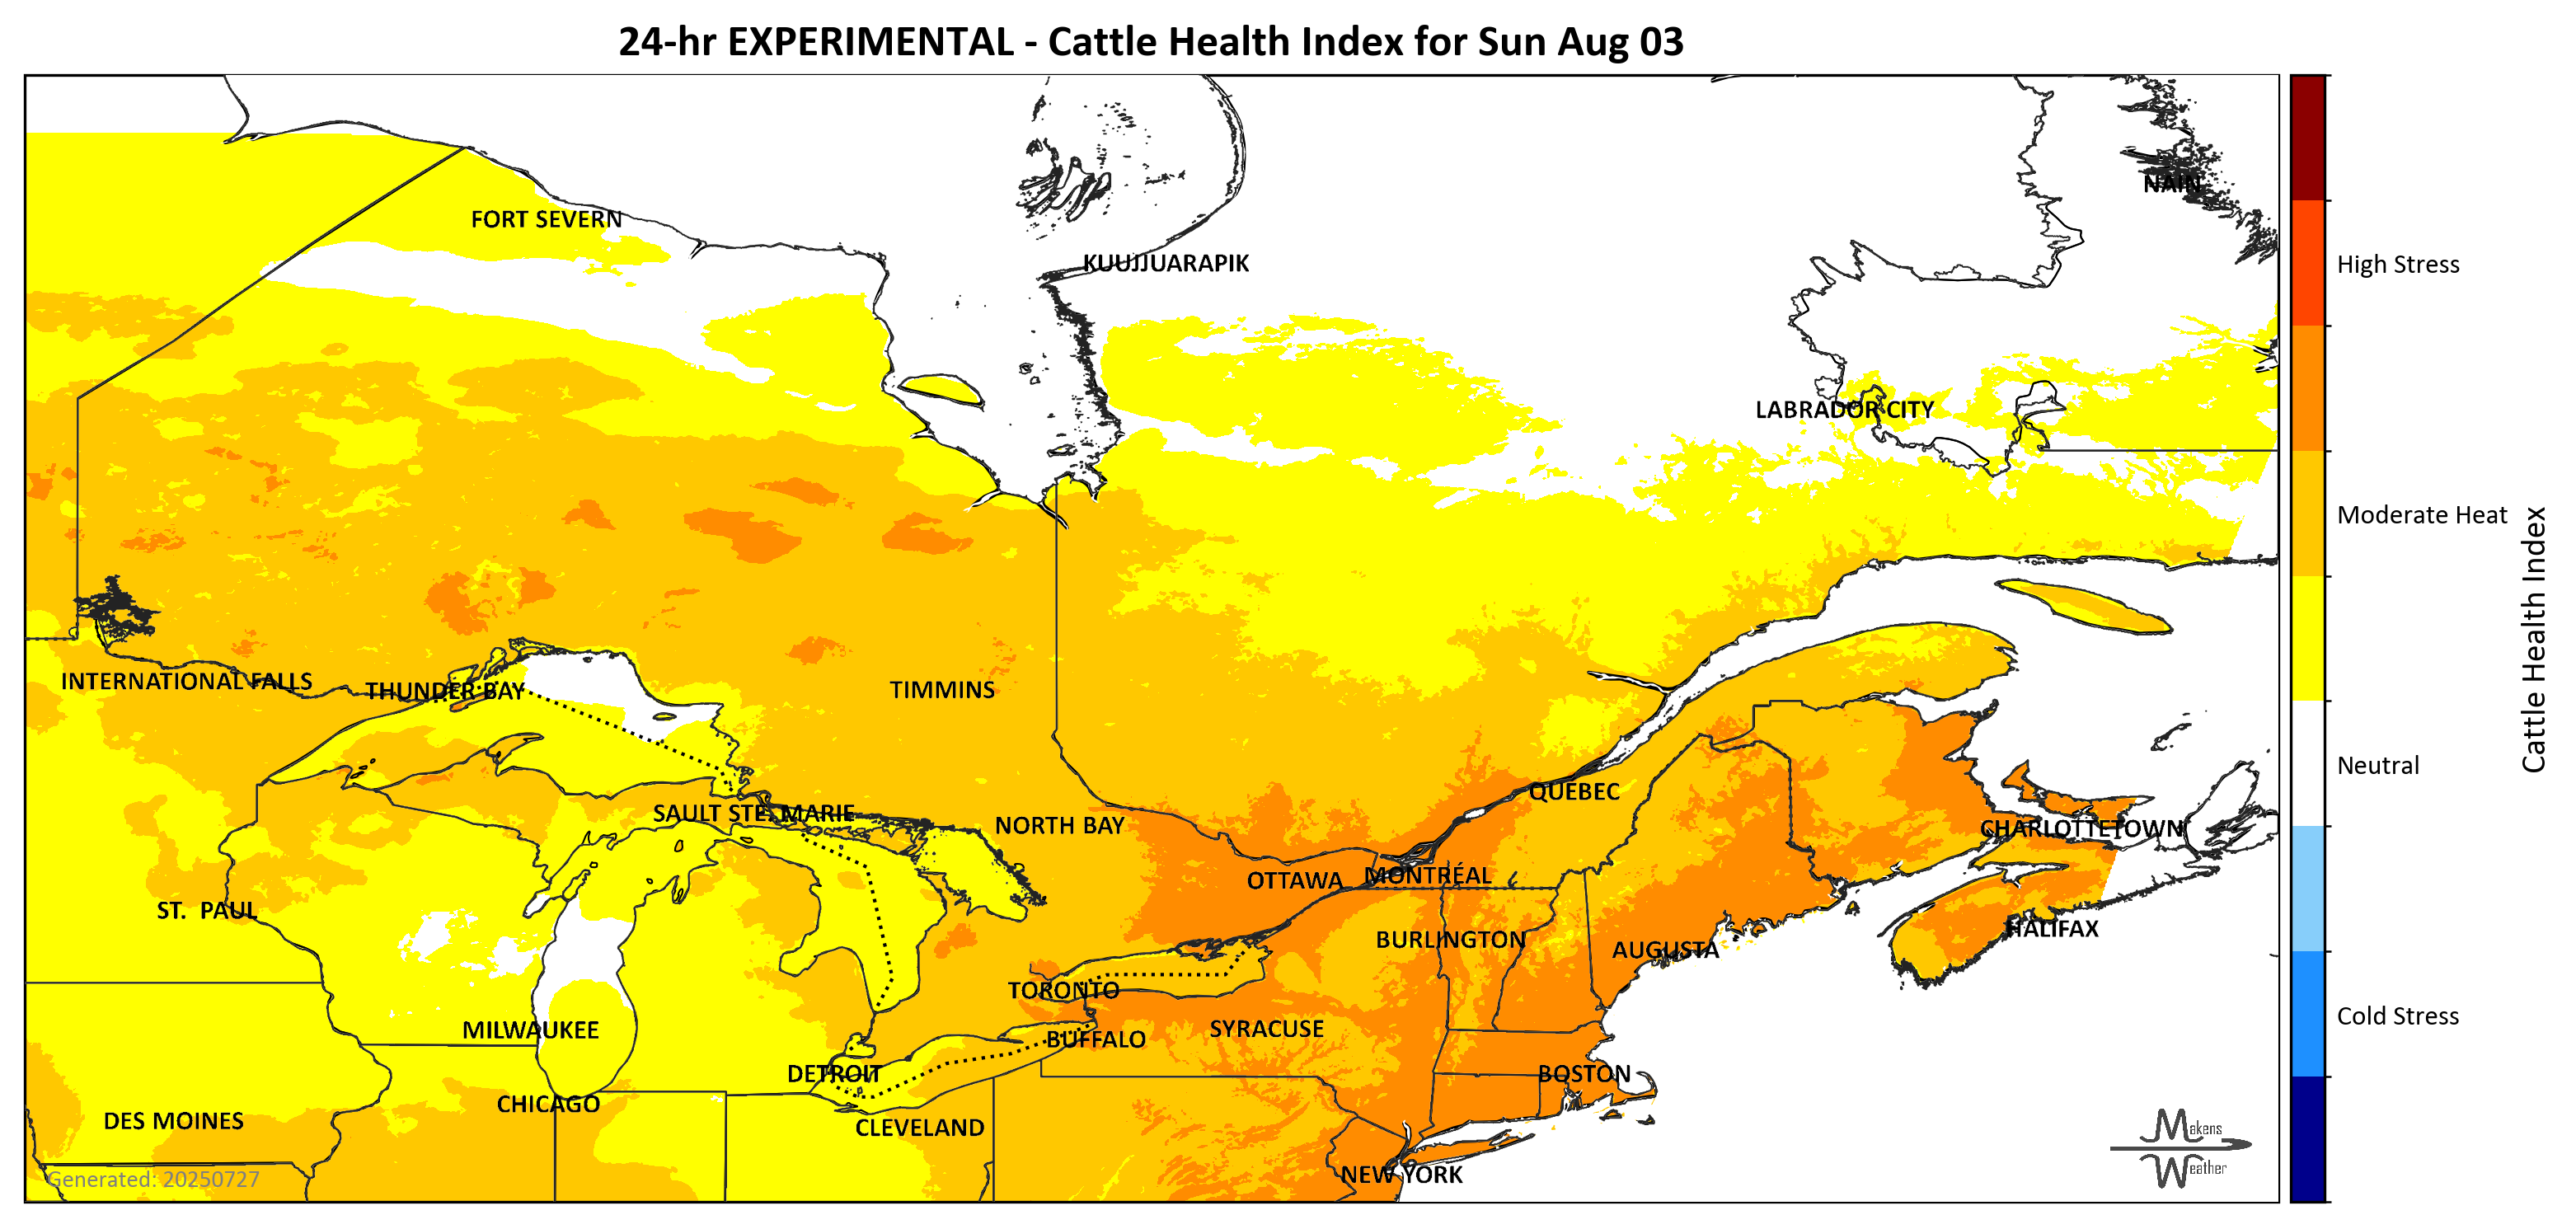 24-hr EXPERIMENTAL - Cattle Health Index for Sun Aug 03
NAIN
FORT SEVERN
KUUJJUARAPIK
High Stress
LABRADOR CITY
Moderate Heat
Cattle Health Index
INTERNATIONAL FALLS
THUNDER BAY
TIMMINS
Neutral
QUEBEC
SAULT STE. MARIE
NORTH BAY
CHARLOTTETOWN
OTTAWA
MONTRÉAL
ST. PAUL
HALIFAX
BURLINGTON
AUGUSTA
TORONTO
Cold Stress
MILWAUKEE
SYRACUSE
BUFFALO
DETROIT
BOSTON
CHICAGO
DES MOINES
CLEVELAND
Makens
Weather
NEW YORK
Generated: 20250727